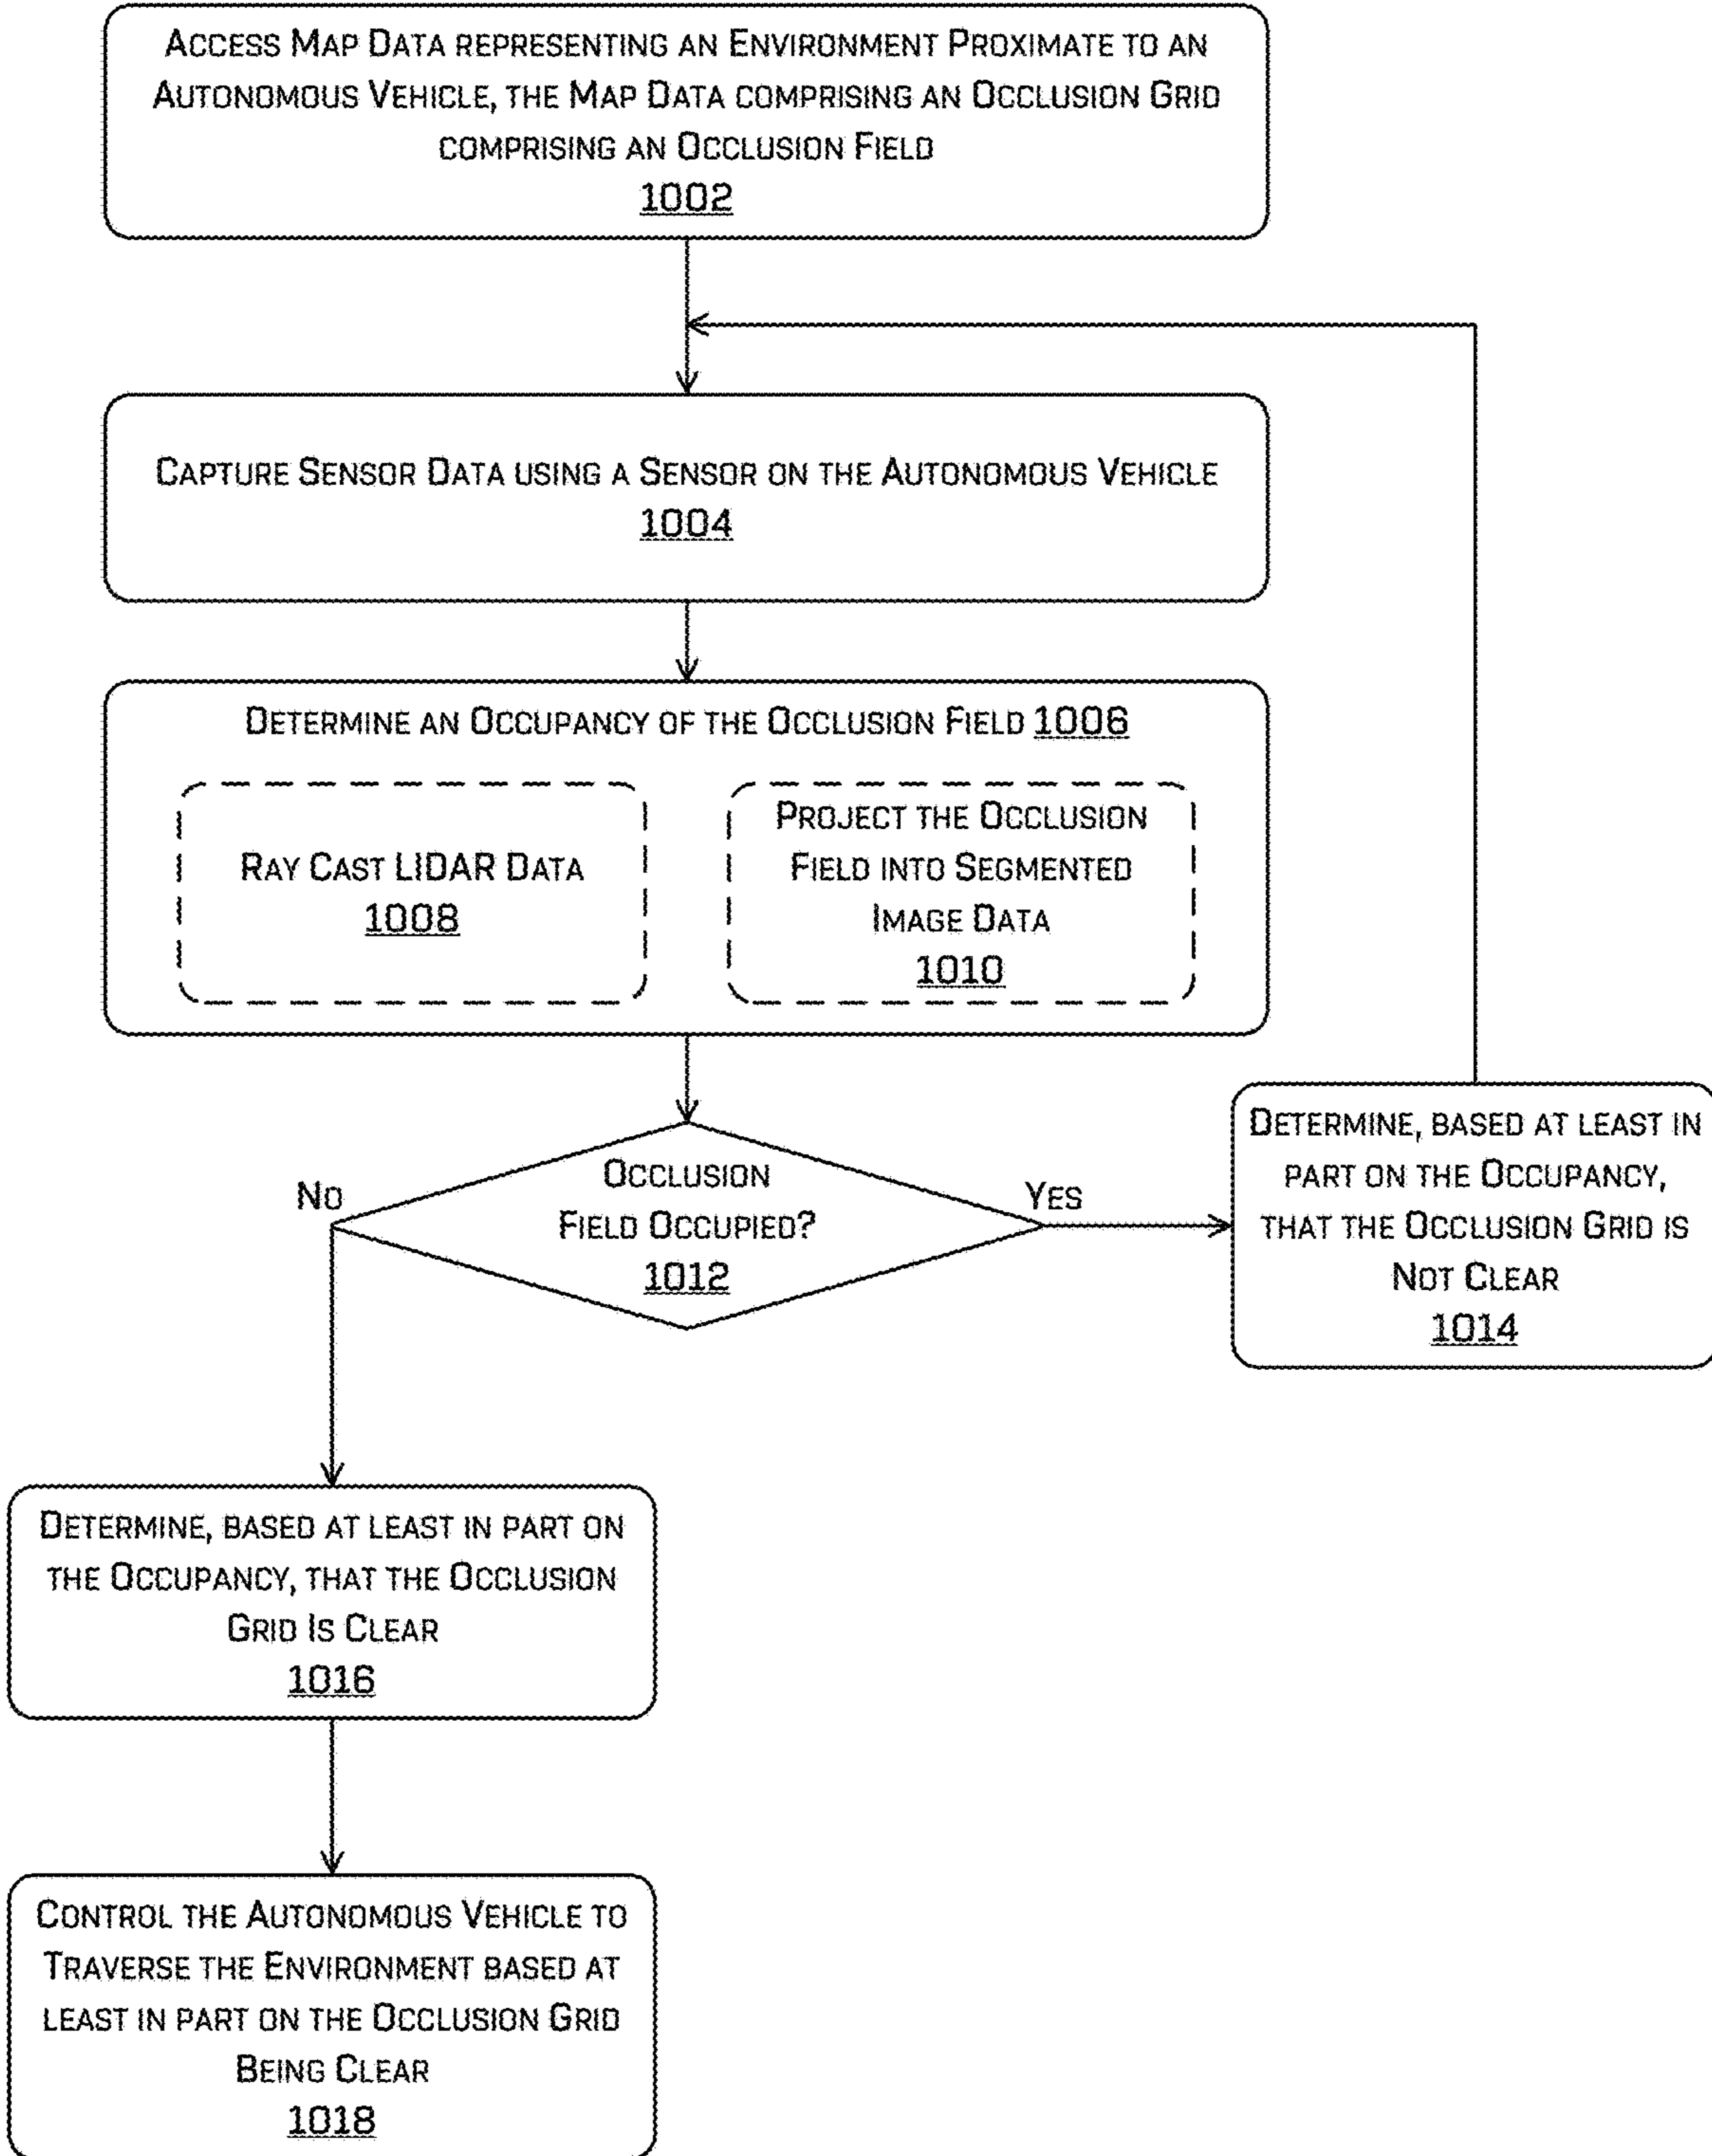 Access Map Data representing an Environment Proximate to an
Autonomous Vehicle, the Map Data comprising an Occlusion Grid
comprising an Occlusion Field
1002
Capture Sensor Data using a Sensor on the Autonomous Vehicle
1004
Determine an Occupancy of the Occlusion Field 1006
Ray Cast LIDAR Data
1008
Project the Occlusion
Field into Segmented
Image Data
1010
Occlusion
Field Occupied?
1012
No
Yes
Determine, based at least in
part on the Occupancy,
that the Occlusion Grid is
Not Clear
1014
Determine, based at least in part on
the Occupancy, that the Occlusion
Grid Is Clear
1016
Control the Autonomous Vehicle to
Traverse the Environment based at
least in part on the Occlusion Grid
Being Clear
1018